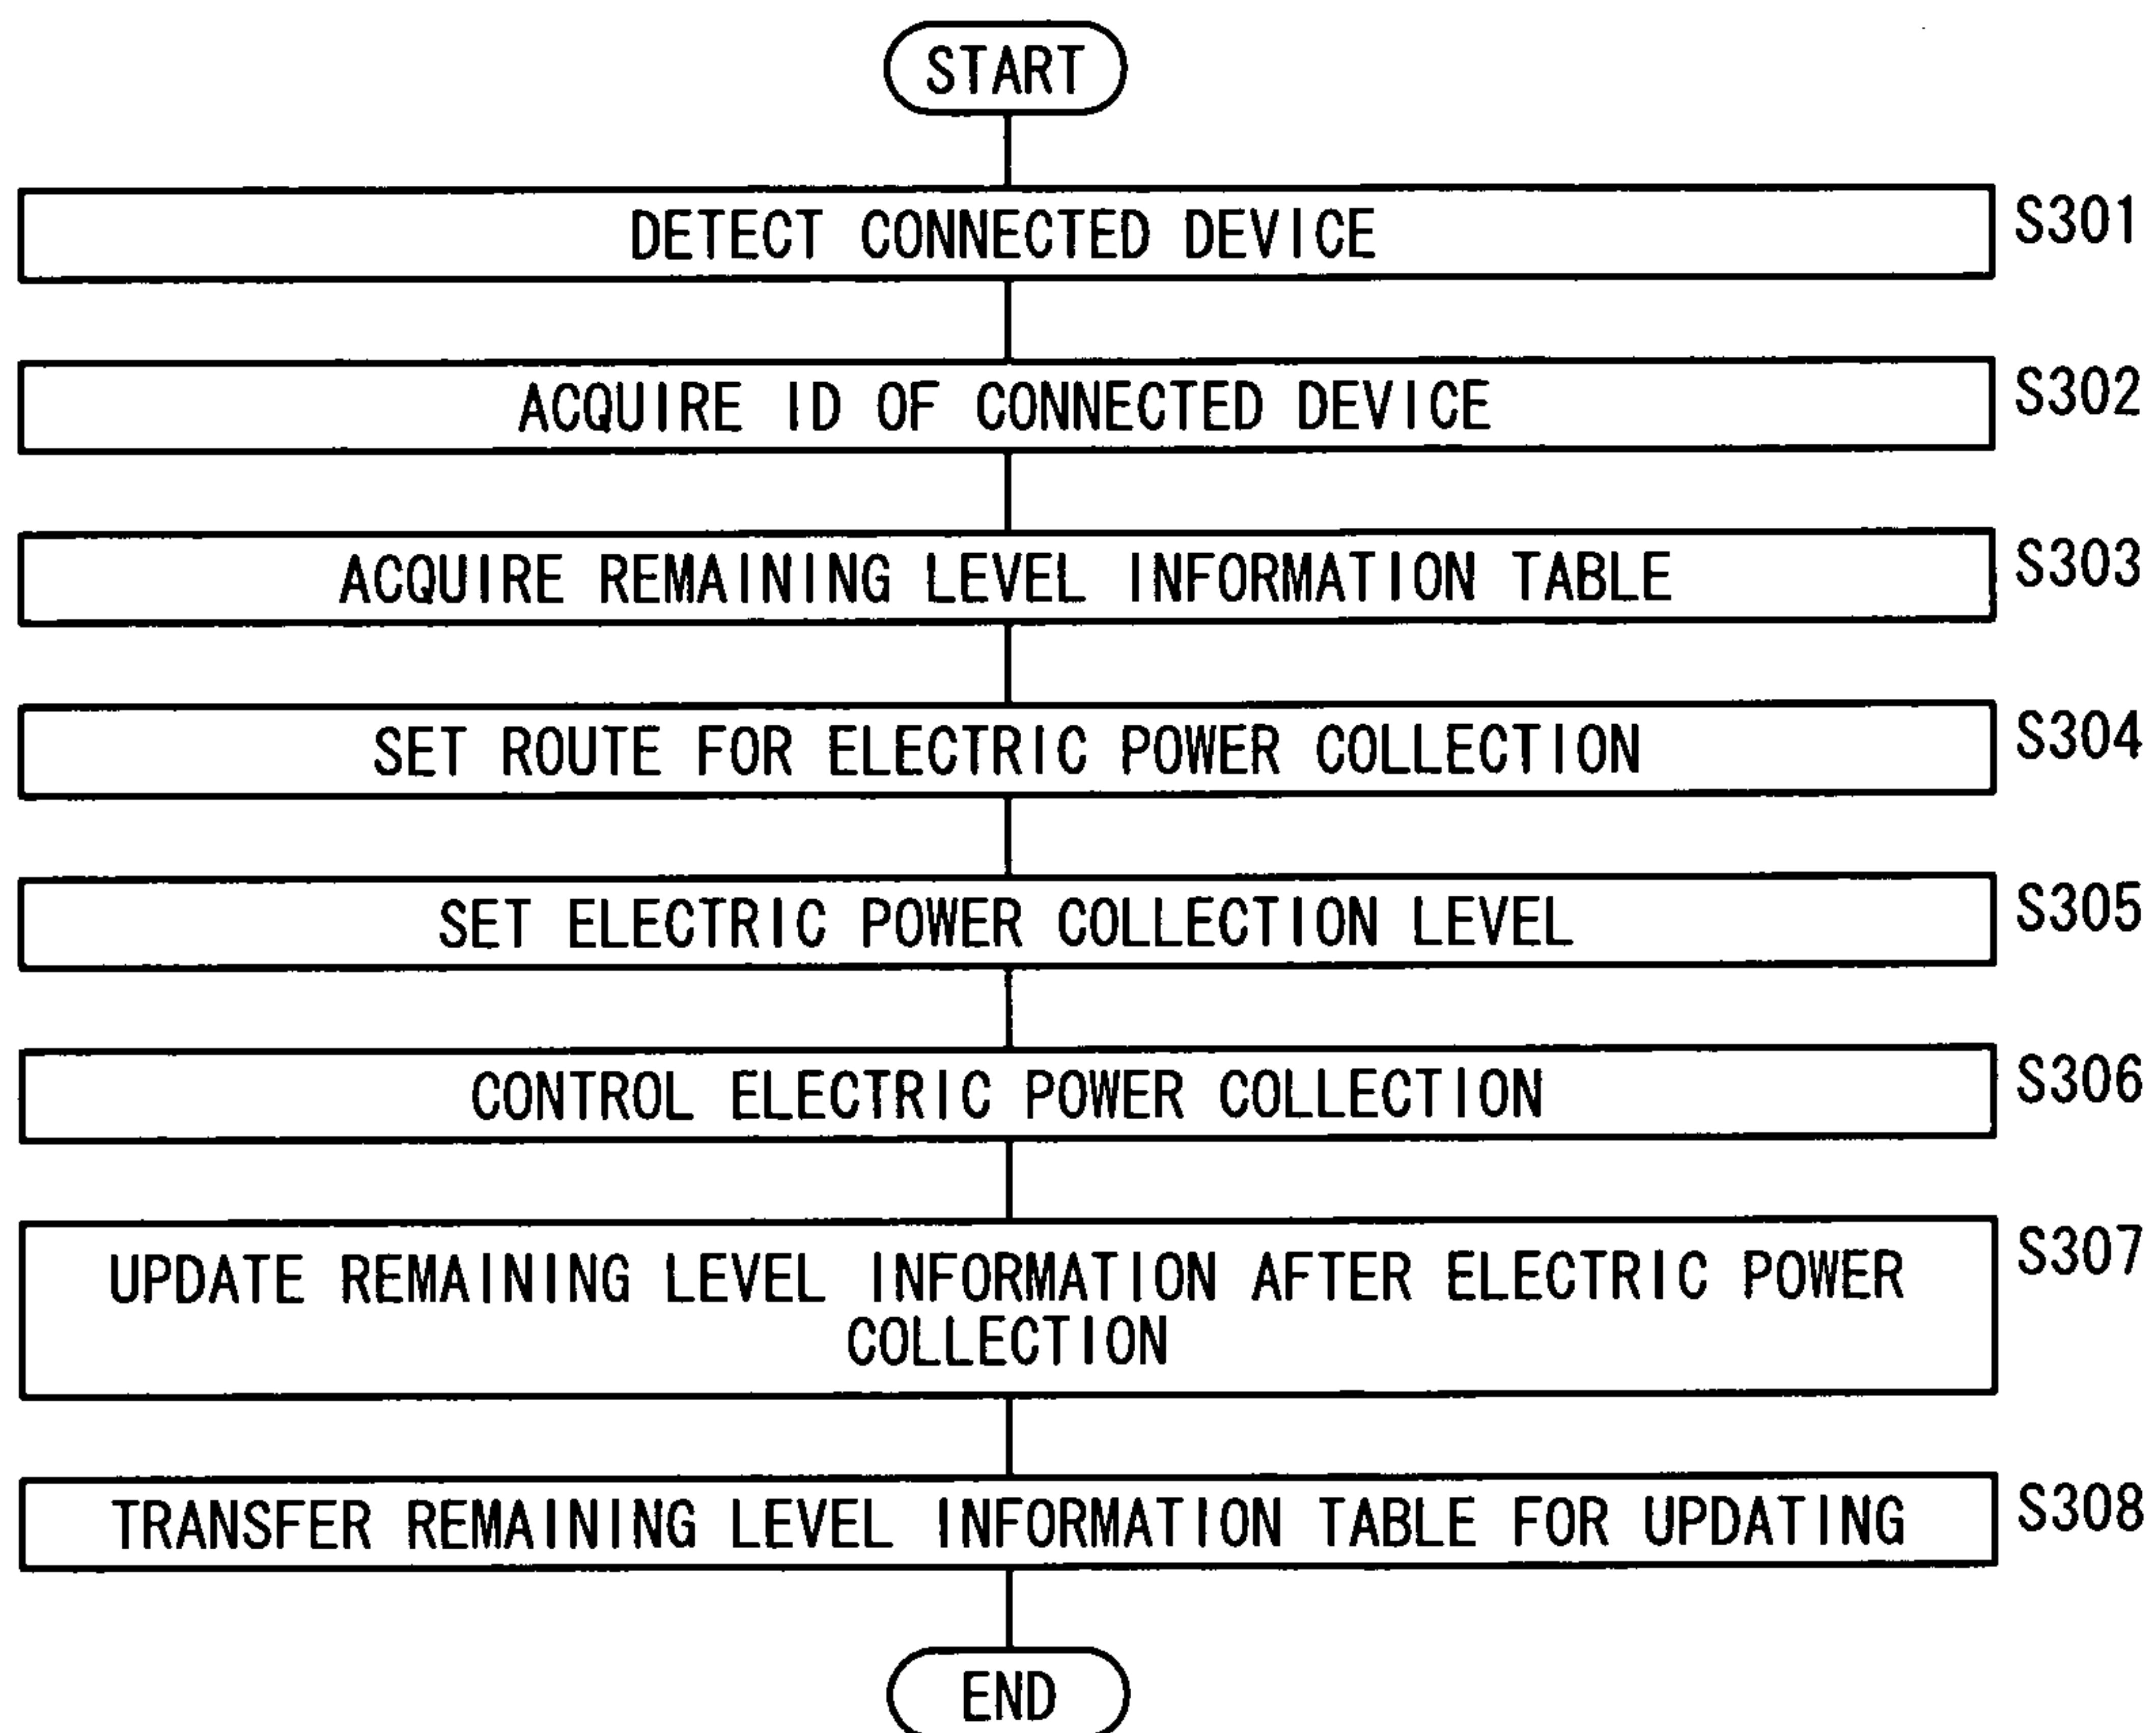 START
DETECT CONNECTED DEVICE S301
ACQUIRE ID OF CONNECTED DEVICE S302
ACQUIRE REMAINING LEVEL INFORMATION TABLE S303
SET ROUTE FOR ELECTRIC POWER COLLECTION S304
SET ELECTRIC POWER COLLECTION LEVEL S305
CONTROL ELECTRIC POWER COLLECTION S306
UPDATE REMAINING LEVEL INFORMATION AFTER ELECTRIC POWER S307
COLLECTION
TRANSFER REMAINING LEVEL INFORMATION TABLE FOR UPDATING S308
END